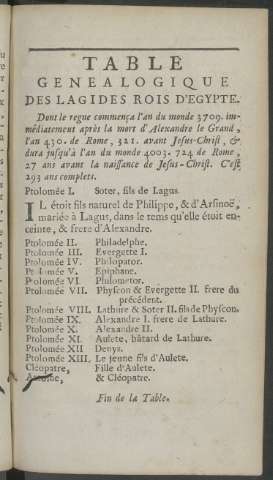 TABLE
GENEALOGIQUE
DES LAGIDES ROIS D'EGYPTE.
Dont le regne commença l'an du monde 3709. im-
médiatement après la mort d'Alexandre le Grand,
l'an 430. de Rome, 321. avant Jesus-Christ, &
dura jusqu'à l'an du monde 4003. 724 de Rome,
27 ans avant la naissance de Jesus-Christ. C'est
293 ans complets.
Ptolomée I. Soter, fils de Lagus.
IL étoit fils naturel de Philippe, & d'Arsinoë,
mariée à Lagus, dans le tems qu'elle étoit en-
ceinte, & frere d'Alexandre.
Ptolomée II. Philadelphe.
Ptolomée III. Evergette I.
Ptolomée IV. Philopator.
Ptolomée V. Epiphane.
Ptolomée VI. Philometor.
Ptolomée VII. Physcon & Evergette II. frere du
précédent.
Ptolomée VIII. Lathure & Soter II. fils de Physcon.
Ptolomée IX. Alexandre I. frere de Lathure.
Ptolomée X. Alexandre II.
Ptolomée XI. Aulete, bâtard de Lathure.
Ptolomée XII Denys.
Ptolomée XIII. Le jeune fils d'Aulete.
Cléopatre, Fille d'Aulete.
Antoine, & Cléopatre.
Fin de la Table.